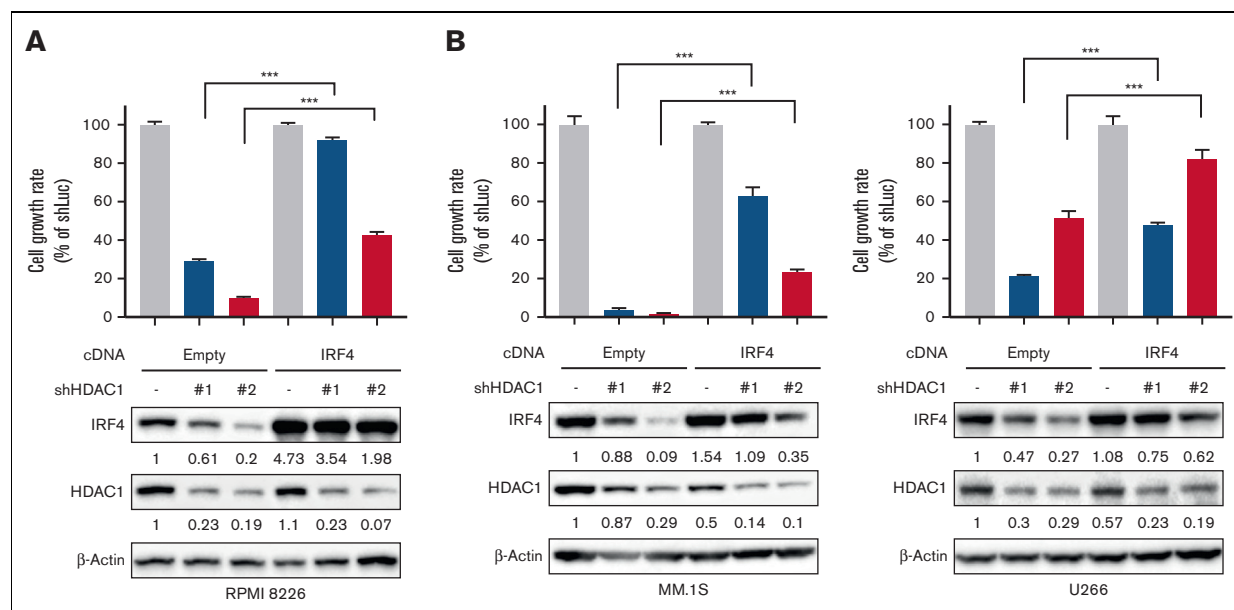 A
***
***
100
80
60
40
20
0
Cell growth rate
(% of shLuc)
cDNA Empty IRF4
shHDAC1 - #1 #2 - #1 #2
IRF4
1 0.61 0.2 4.73 3.54 1.98
HDAC1
1 0.23 0.19 1.1 0.23 0.07
β-Actin
RPMI 8226
B
***
***
100
80
60
40
20
0
Cell growth rate
(% of shLuc)
cDNA Empty IRF4
shHDAC1 - #1 #2 - #1 #2
IRF4
1 0.88 0.09 1.54 1.09 0.35
HDAC1
1 0.87 0.29 0.5 0.14 0.1
β-Actin
MM.1S
***
***
100
80
60
40
20
0
Cell growth rate
(% of shLuc)
cDNA Empty IRF4
shHDAC1 - #1 #2 - #1 #2
IRF4
1 0.47 0.27 1.08 0.75 0.62
HDAC1
1 0.3 0.29 0.57 0.23 0.19
β-Actin
U266